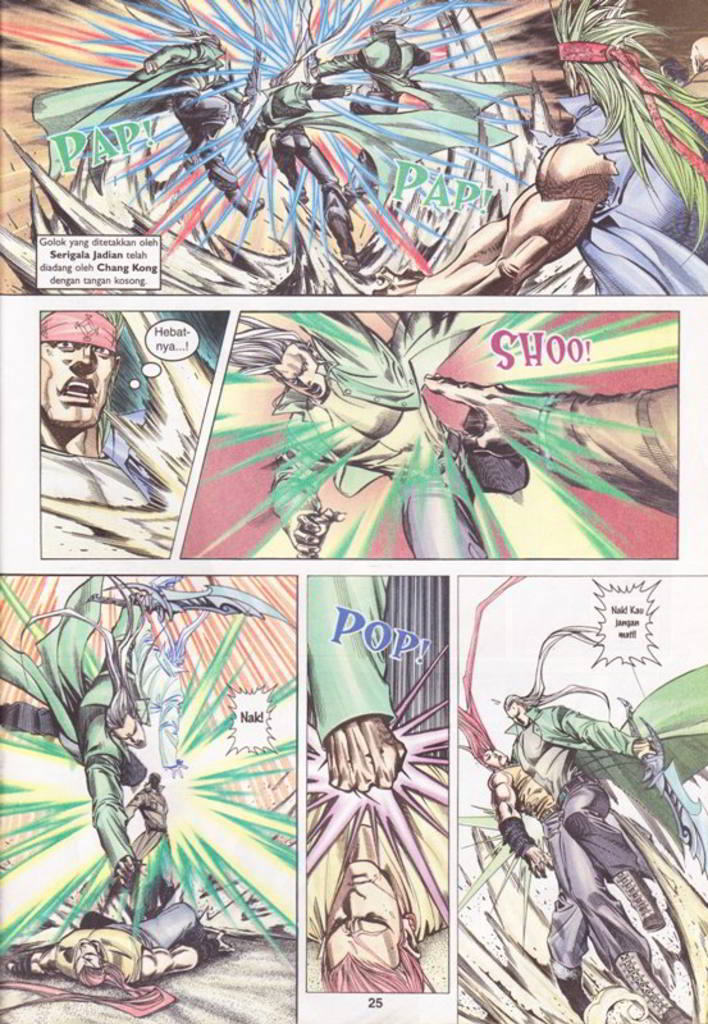 PAP!
PAP!
Golok yang ditetakkan oleh
Serigala Jadian telah
diadang oleh Chang Kong
dengan tangan kosong.
Hebat-
nya...!
SHOO!
Nak!
POP!
Nak! Kau
jangan
mati!
25